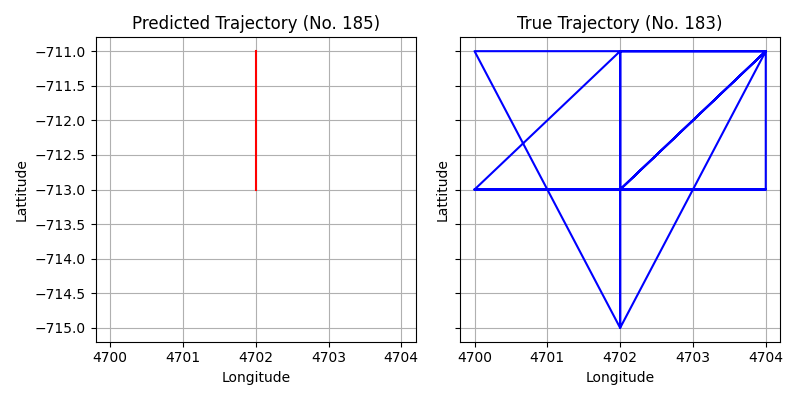 Predicted Trajectory (No. 185)
True Trajectory (No. 183)
−711.0
−711.5
−712.0
−712.5
−713.0
−713.5
−714.0
−714.5
−715.0
Lattitude
Lattitude
4700 4701 4702 4703 4704
4700 4701 4702 4703 4704
Longitude
Longitude